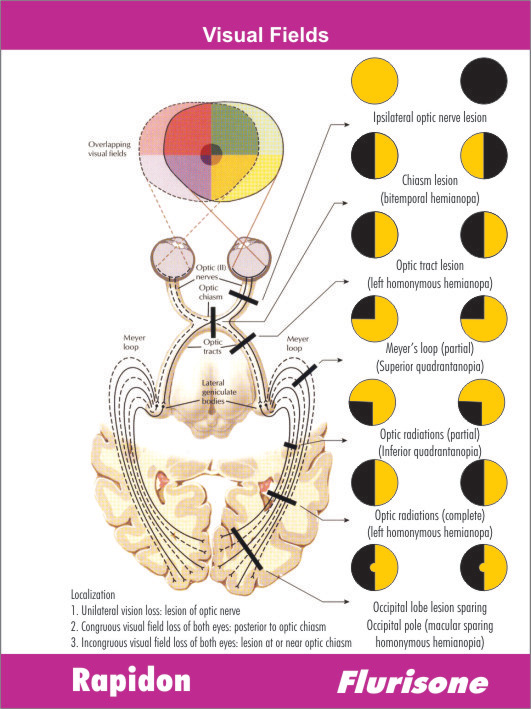 Visual Fields
Overlapping
visual fields
Optic (II)
nerves
Optic
chiasm
Optic
tracts
Meyer
loop
Meyer
loop
Lateral
geniculate
bodies
Ipsilateral optic nerve lesion
Chiasm lesion
(bitemporal hemianopa)
Optic tract lesion
(left homonymous hemianopa)
Meyer's loop (partial)
(Superior quadrantanopia)
Optic radiations (partial)
(Inferior quadrantanopia)
Optic radiations (complete)
(left homonymous hemianopa)
Occipital lobe lesion sparing
Occipital pole (macular sparing
homonymous hemianopia)
Localization
1. Unilateral vision loss: lesion of optic nerve
2. Congruous visual field loss of both eyes: posterior to optic chiasm
3. Incongruous visual field loss of both eyes: lesion at or near optic chiasm
Rapidon
Flurisone